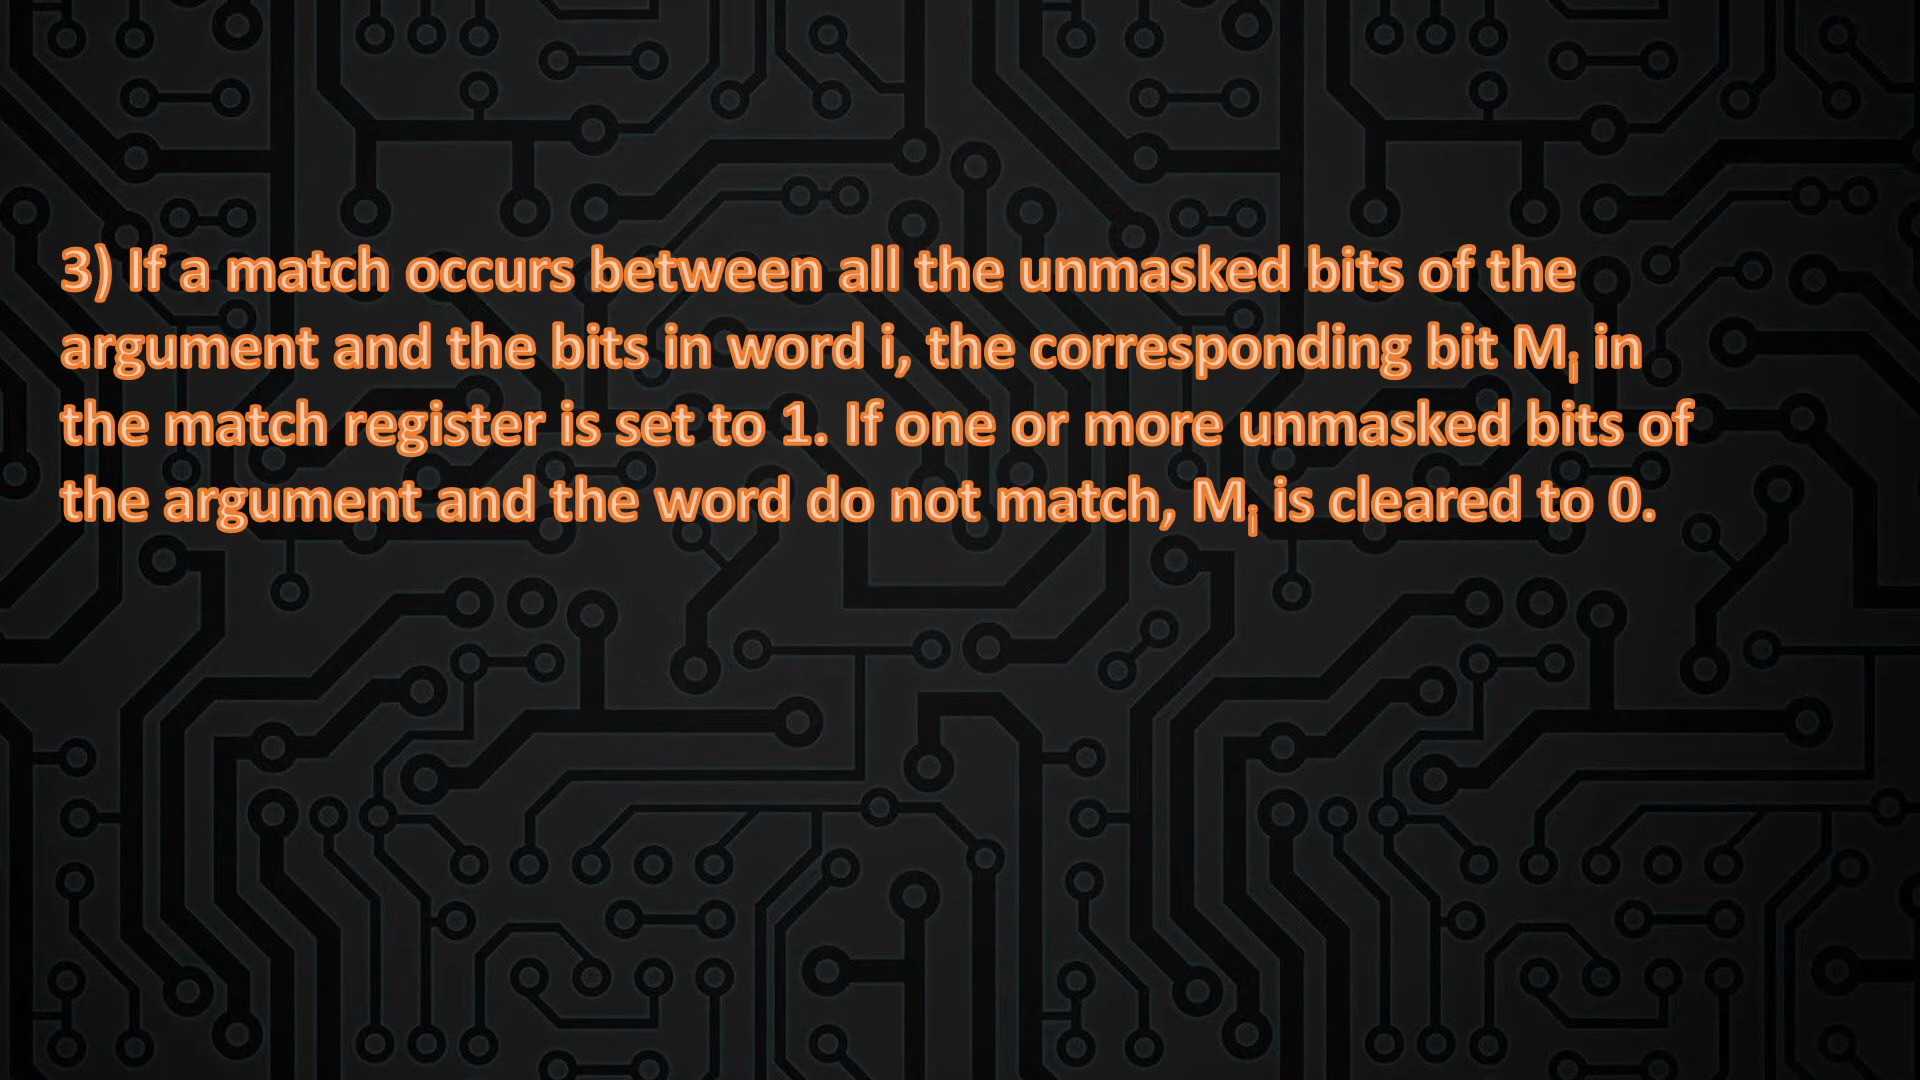 3) If a match occurs between all the unmasked bits of the
argument and the bits in word i, the corresponding bit Mᵢ in
the match register is set to 1. If one or more unmasked bits of
the argument and the word do not match, Mᵢ is cleared to 0.